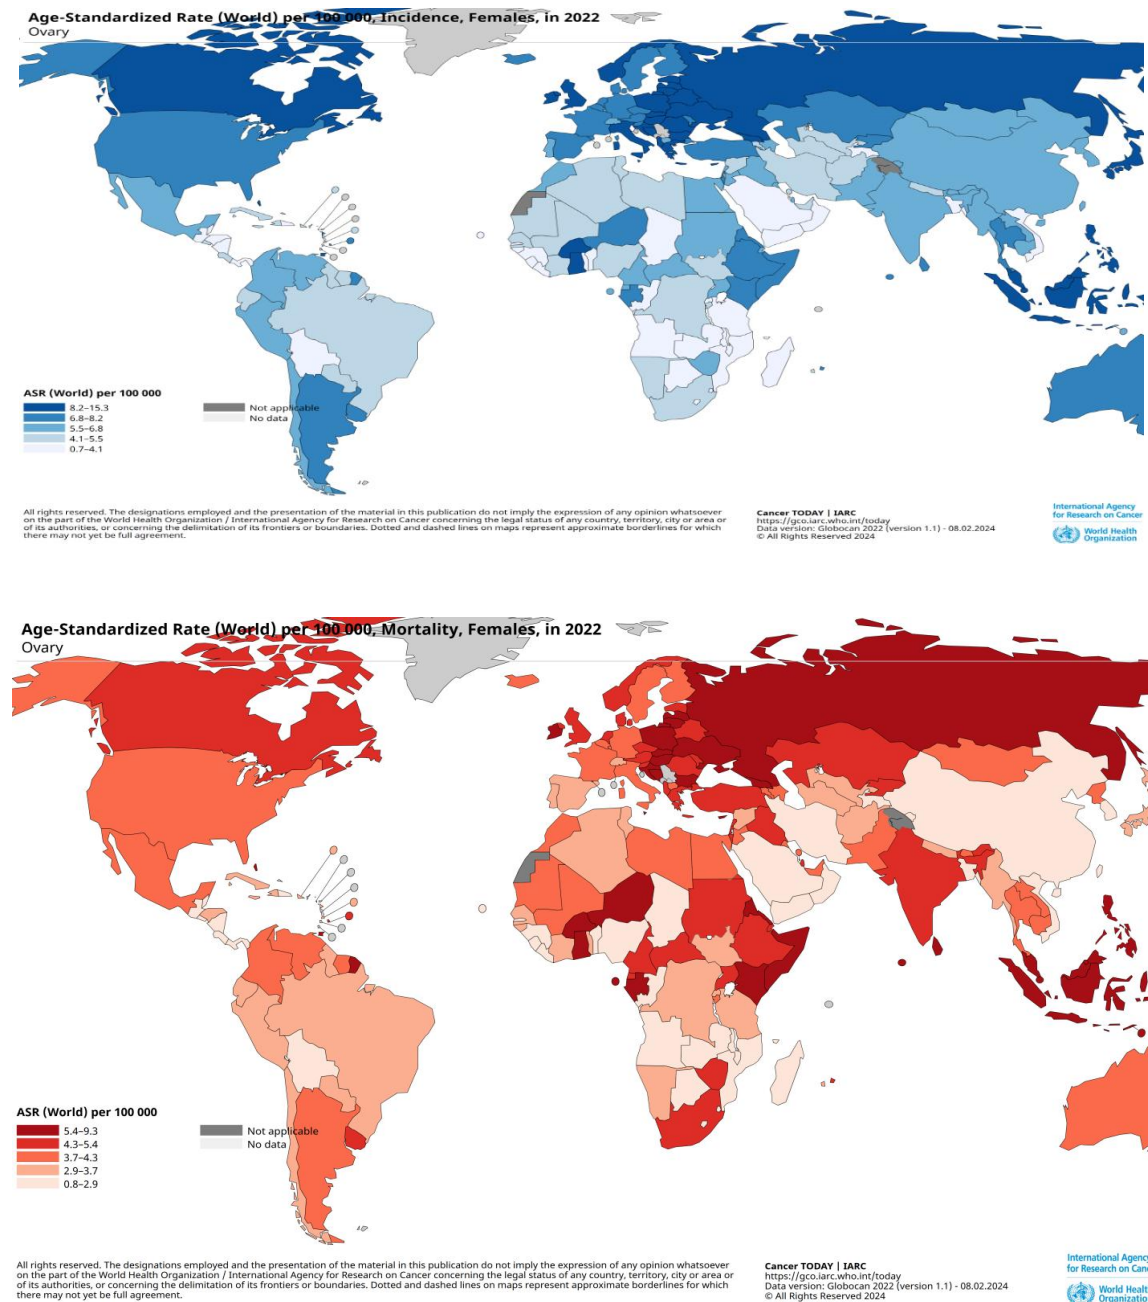 Age-Standardized Rate (World) per 100 000, Incidence, Females, in 2022
Ovary
ASR (World) per 100 000
8.2–15.3
6.8–8.2
5.5–6.8
4.1–5.5
0.7–4.1
Not applicable
No data
All rights reserved. The designations employed and the presentation of the material in this publication do not imply the expression of any opinion whatsoever
on the part of the World Health Organization / International Agency for Research on Cancer concerning the legal status of any country, territory, city or area or
of its authorities, or concerning the delimitation of its frontiers or boundaries. Dotted and dashed lines on maps represent approximate borderlines for which
there may not yet be full agreement.
Cancer TODAY | IARC
https://gco.iarc.who.int/today
Data version: Globocan 2022 (version 1.1) - 08.02.2024
© All Rights Reserved 2024
International Agency
for Research on Cancer
World Health
Organization
Age-Standardized Rate (World) per 100 000, Mortality, Females, in 2022
Ovary
ASR (World) per 100 000
5.4–9.3
4.3–5.4
3.7–4.3
2.9–3.7
0.8–2.9
Not applicable
No data
All rights reserved. The designations employed and the presentation of the material in this publication do not imply the expression of any opinion whatsoever
on the part of the World Health Organization / International Agency for Research on Cancer concerning the legal status of any country, territory, city or area or
of its authorities, or concerning the delimitation of its frontiers or boundaries. Dotted and dashed lines on maps represent approximate borderlines for which
there may not yet be full agreement.
Cancer TODAY | IARC
https://gco.iarc.who.int/today
Data version: Globocan 2022 (version 1.1) - 08.02.2024
© All Rights Reserved 2024
International Agency
for Research on Canc
World Healt
Organization